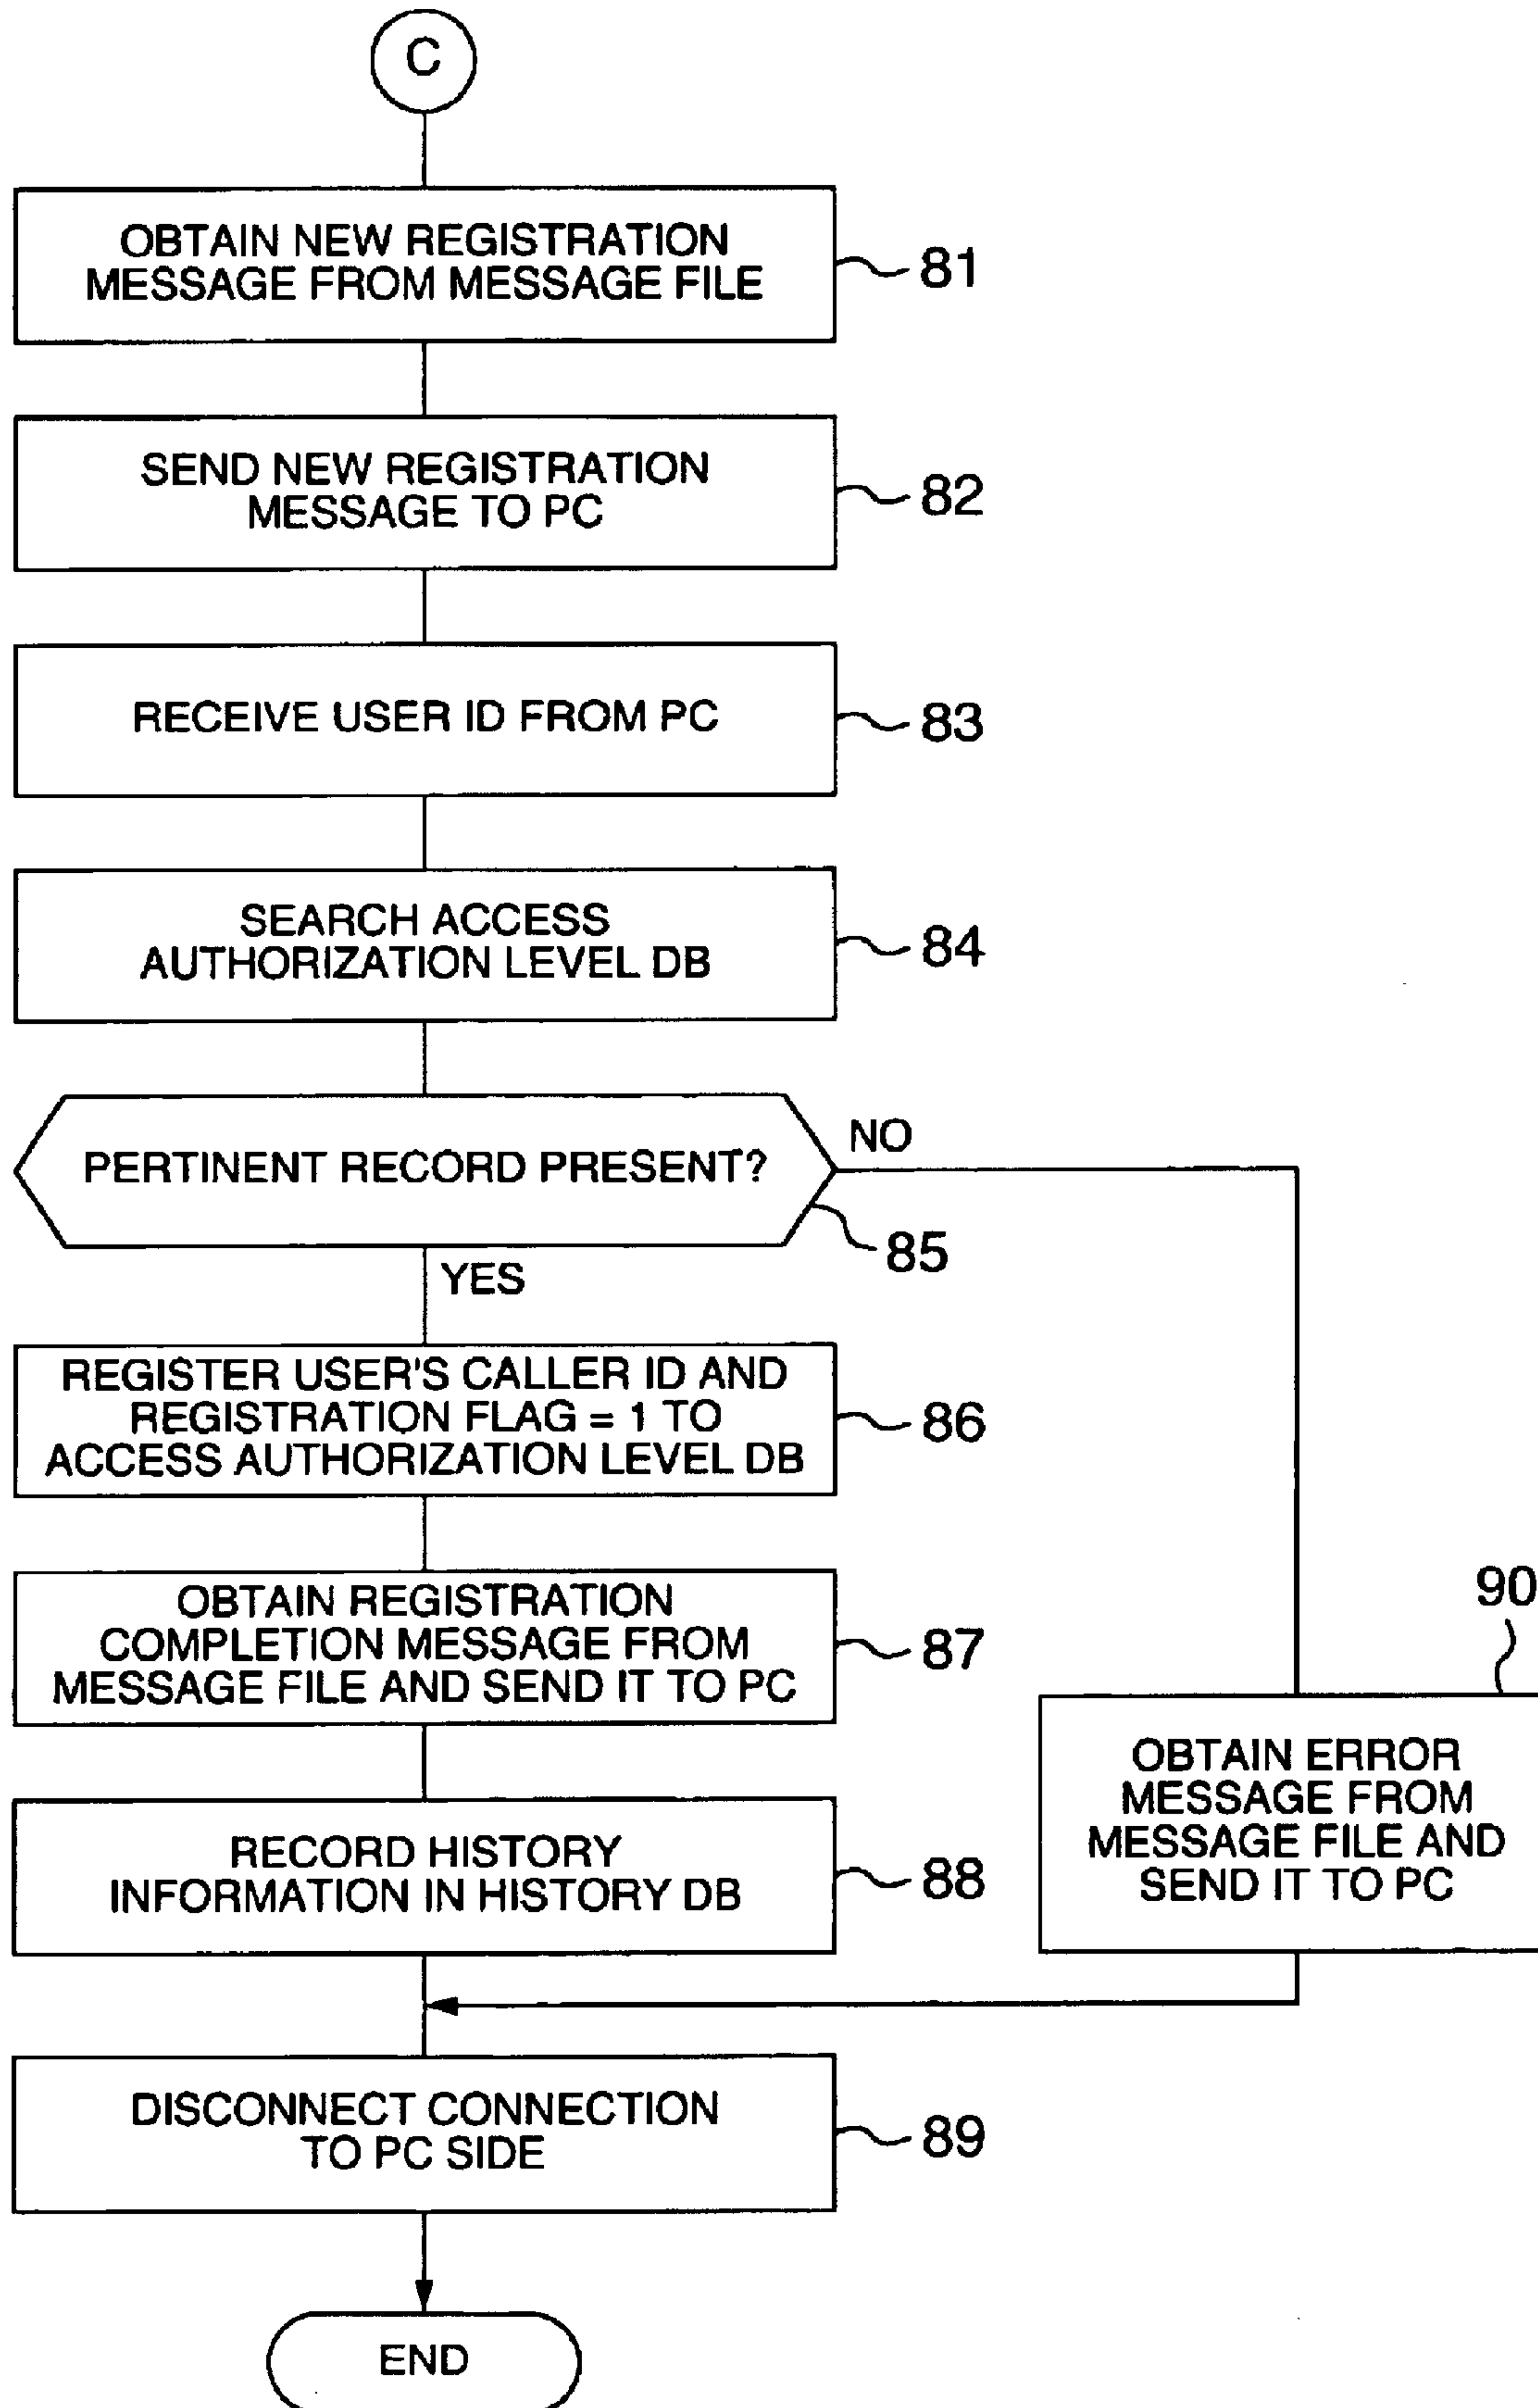 C
OBTAIN NEW REGISTRATION
MESSAGE FROM MESSAGE FILE
81
SEND NEW REGISTRATION
MESSAGE TO PC
82
RECEIVE USER ID FROM PC
83
SEARCH ACCESS
AUTHORIZATION LEVEL DB
84
PERTINENT RECORD PRESENT?
NO
85
YES
REGISTER USER'S CALLER ID AND
REGISTRATION FLAG = 1 TO
ACCESS AUTHORIZATION LEVEL DB
86
OBTAIN REGISTRATION
COMPLETION MESSAGE FROM
MESSAGE FILE AND SEND IT TO PC
87
90
OBTAIN ERROR
MESSAGE FROM
MESSAGE FILE AND
SEND IT TO PC
RECORD HISTORY
INFORMATION IN HISTORY DB
88
DISCONNECT CONNECTION
TO PC SIDE
89
END